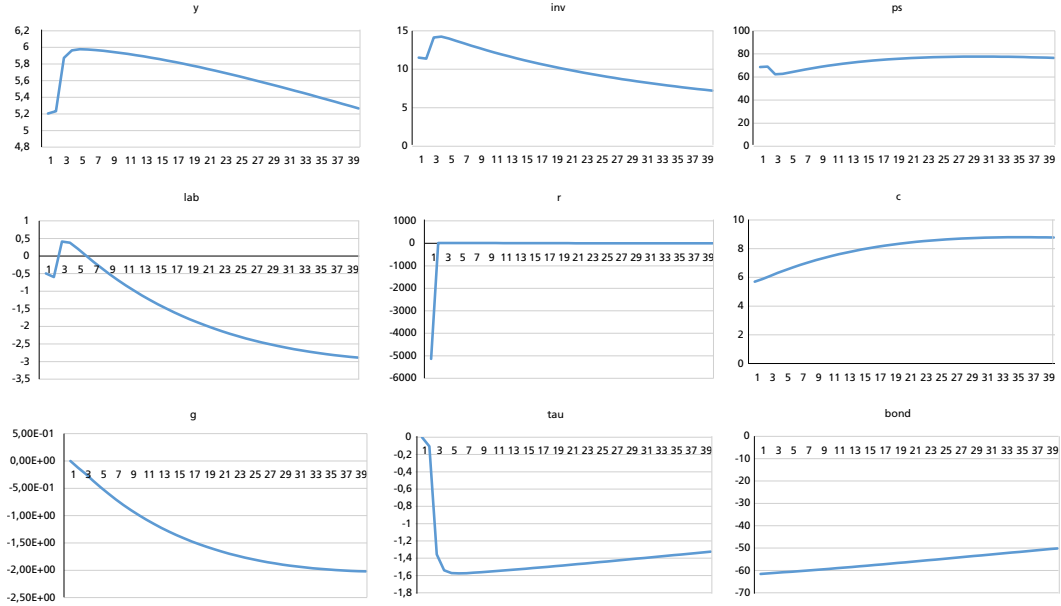 y
6,2
6
5,8
5,6
5,4
5,2
5
4,8
1 3 5 7 9 11 13 15 17 19 21 23 25 27 29 31 33 35 37 39
inv
15
10
5
0
1 3 5 7 9 11 13 15 17 19 21 23 25 27 29 31 33 35 37 39
ps
100
80
60
40
20
0
1 3 5 7 9 11 13 15 17 19 21 23 25 27 29 31 33 35 37 39
lab
1
0,5
0
-0,5
-1
-1,5
-2
-2,5
-3
-3,5
1 3 5 7 9 11 13 15 17 19 21 23 25 27 29 31 33 35 37 39
r
1000
0
-1000
-2000
-3000
-4000
-5000
-6000
1 3 5 7 9 11 13 15 17 19 21 23 25 27 29 31 33 35 37 39
c
10
8
6
4
2
0
1 3 5 7 9 11 13 15 17 19 21 23 25 27 29 31 33 35 37 39
g
5,00E-01
0,00E+00
-5,00E-01
-1,00E+00
-1,50E+00
-2,00E+00
-2,50E+00
1 3 5 7 9 11 13 15 17 19 21 23 25 27 29 31 33 35 37 39
tau
0
-0,2
-0,4
-0,6
-0,8
-1
-1,2
-1,4
-1,6
-1,8
1 3 5 7 9 11 13 15 17 19 21 23 25 27 29 31 33 35 37 39
bond
0
-10
-20
-30
-40
-50
-60
-70
1 3 5 7 9 11 13 15 17 19 21 23 25 27 29 31 33 35 37 39